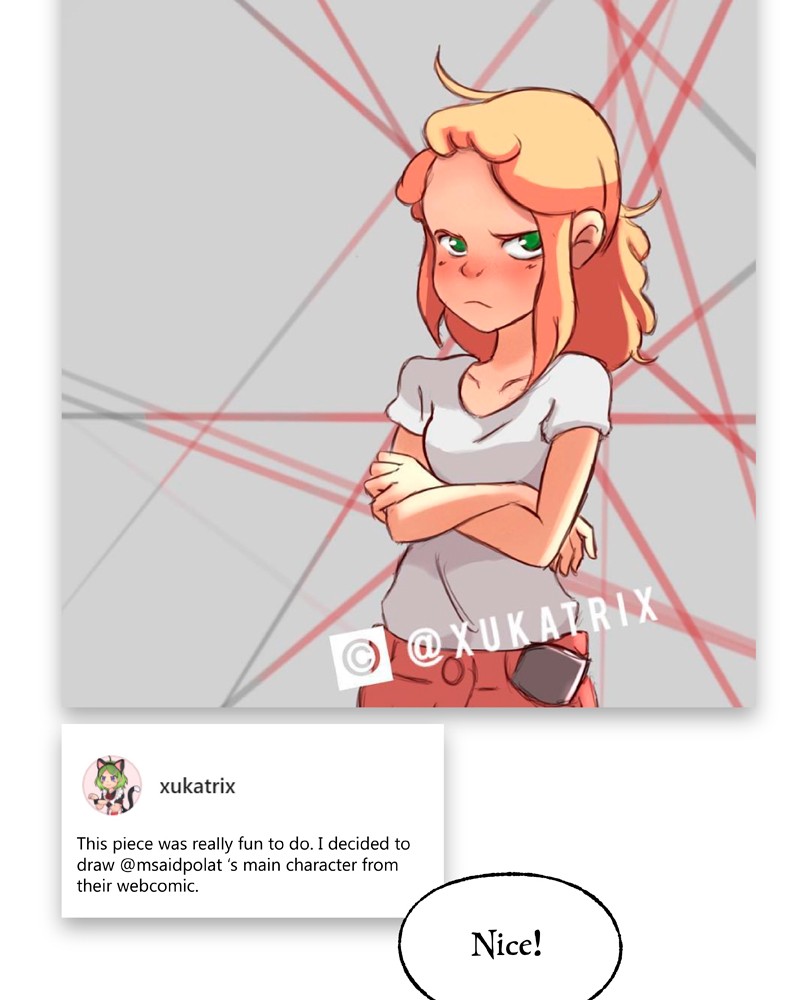 © @XUKATRIX
xukatrix
This piece was really fun to do. I decided to
draw @msaidpolat ‘s main character from
their webcomic.
Nice!